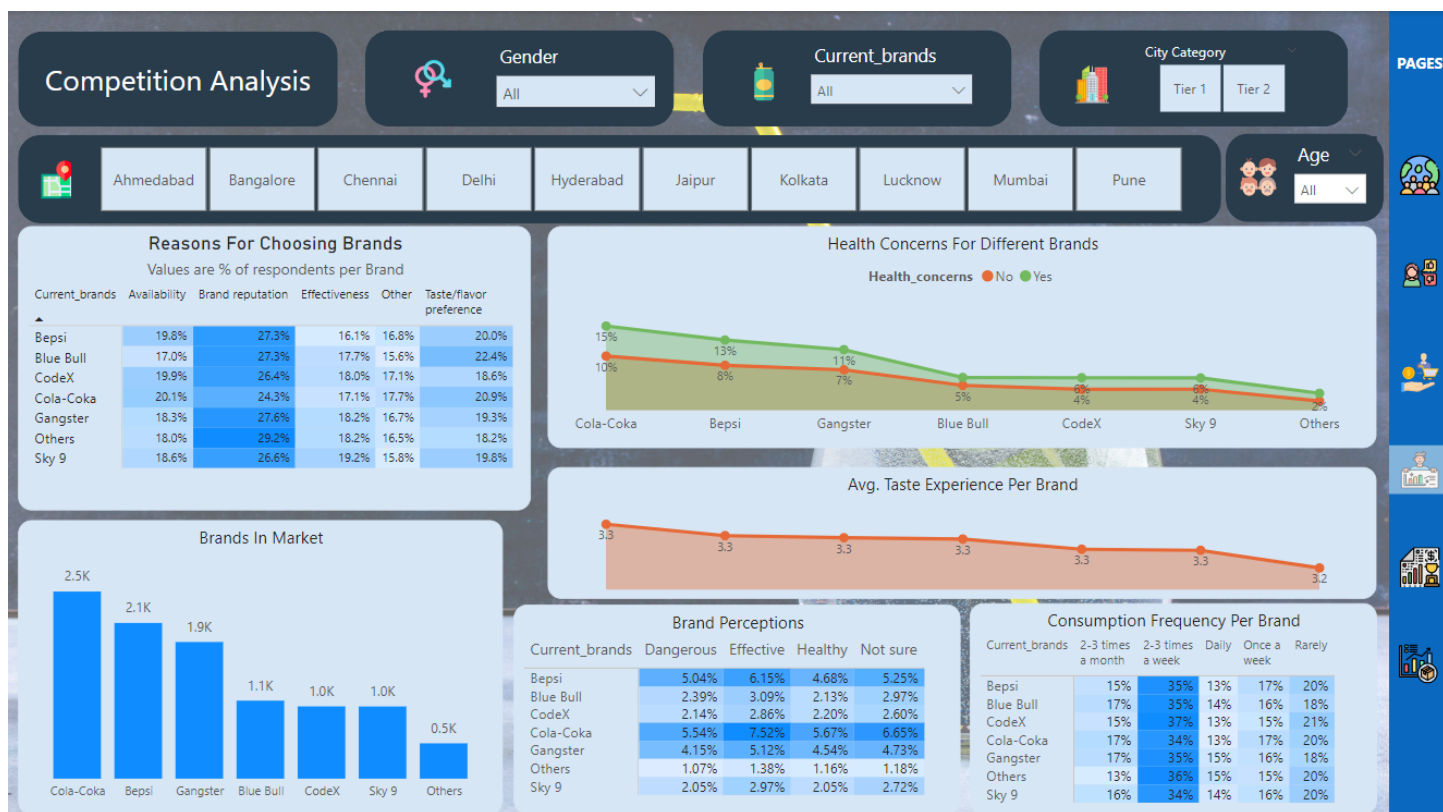 Competition Analysis
Gender
All
Current_brands
All
City Category
Tier 1 Tier 2
PAGES
Ahmedabad Bangalore Chennai Delhi Hyderabad Jaipur Kolkata Lucknow Mumbai Pune
Age
All
Reasons For Choosing Brands
Values are % of respondents per Brand
Current_brands Availability Brand reputation Effectiveness Other Taste/flavor preference
Bepsi 19.8% 27.3% 16.1% 16.8% 20.0%
Blue Bull 17.0% 27.3% 17.7% 15.6% 22.4%
CodeX 19.9% 26.4% 18.0% 17.1% 18.6%
Cola-Coka 20.1% 24.3% 17.1% 17.7% 20.9%
Gangster 18.3% 27.6% 18.2% 16.7% 19.3%
Others 18.0% 29.2% 18.2% 16.5% 18.2%
Sky 9 18.6% 26.6% 19.2% 15.8% 19.8%
Health Concerns For Different Brands
Health_concerns No Yes
15% 13% 11% 6% 6%
10% 8% 7% 5% 4% 4% 2%
Cola-Coka Bepsi Gangster Blue Bull CodeX Sky 9 Others
Avg. Taste Experience Per Brand
3.3 3.3 3.3 3.3 3.3 3.3 3.2
Brands In Market
2.5K 2.1K 1.9K 1.1K 1.0K 1.0K 0.5K
Cola-Coka Bepsi Gangster Blue Bull CodeX Sky 9 Others
Brand Perceptions
Current_brands Dangerous Effective Healthy Not sure
Bepsi 5.04% 6.15% 4.68% 5.25%
Blue Bull 2.39% 3.09% 2.13% 2.97%
CodeX 2.14% 2.86% 2.20% 2.60%
Cola-Coka 5.54% 7.52% 5.67% 6.65%
Gangster 4.15% 5.12% 4.54% 4.73%
Others 1.07% 1.38% 1.16% 1.18%
Sky 9 2.05% 2.97% 2.05% 2.72%
Consumption Frequency Per Brand
Current_brands 2-3 times a month 2-3 times a week Daily Once a week Rarely
Bepsi 15% 35% 13% 17% 20%
Blue Bull 17% 35% 14% 16% 18%
CodeX 15% 37% 13% 15% 21%
Cola-Coka 17% 34% 13% 17% 20%
Gangster 17% 35% 15% 16% 18%
Others 13% 36% 15% 15% 20%
Sky 9 16% 34% 14% 16% 20%